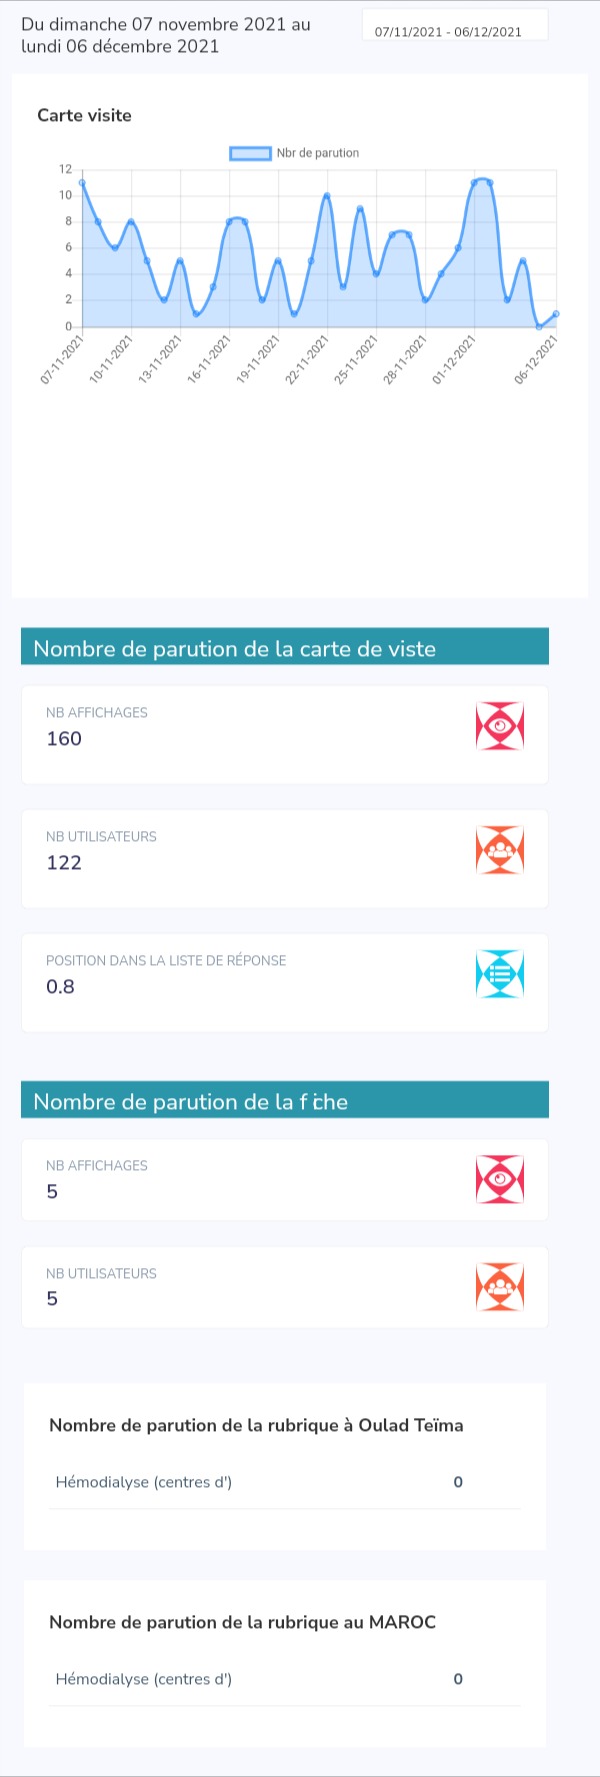 Du dimanche 07 novembre 2021 au
lundi 06 décembre 2021
07/11/2021 - 06/12/2021
Carte visite
Nbr de parution
12
10
8
6
4
2
0
07-11-2021
10-11-2021
13-11-2021
16-11-2021
19-11-2021
22-11-2021
25-11-2021
28-11-2021
01-12-2021
06-12-2021
Nombre de parution de la carte de viste
NB AFFICHAGES
160
NB UTILISATEURS
122
POSITION DANS LA LISTE DE RÉPONSE
0.8
Nombre de parution de la fiche
NB AFFICHAGES
5
NB UTILISATEURS
5
Nombre de parution de la rubrique à Oulad Teïma
Hémodialyse (centres d') 0
Nombre de parution de la rubrique au MAROC
Hémodialyse (centres d') 0